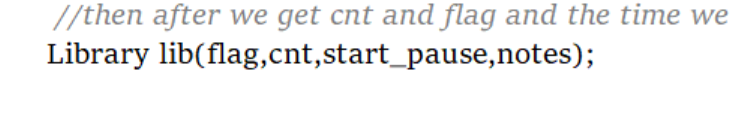 //then after we get cnt and flag and the time we
Library lib(flag,cnt,start_pause,notes);